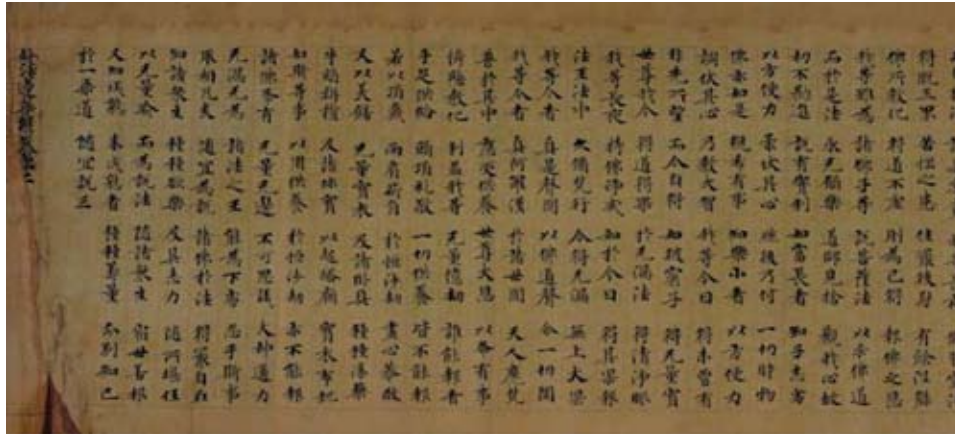 得脫三界 苦惱之患 住最後身 有餘涅槃
佛所教化 得道不虛 則為已得 報佛之恩
我等雖為 諸佛子等 說菩薩法 以求佛道
而於是法 永无願樂 導師見捨 觀我心故
初不勸進 說有實利 如富長者 知子志劣
以方便力 柔伏其心 然後乃付 一切財物
佛亦如是 現希有事 知樂小者 以方便力
調伏其心 乃教大智 我等今日 得未曾有
非先所望 而今自得 如彼窮子 得无量寶
世尊我今 得道得果 於无漏法 得清淨眼
我等長夜 持佛淨戒 始於今日 得其果報
法王法中 久脩梵行 今得无漏 無上大果
我等今者 真是聲聞 以佛道聲 令一切聞
我等今者 真阿羅漢 於諸世間 天人魔梵
普於其中 應受供養 世尊大恩 以希有事
憐愍教化 利益我等 无量億劫 誰能報者
手足供給 頭頂礼敬 一切供養 皆不能報
若以頂戴 兩肩荷負 於恒沙劫 盡心恭敬
又以美饍 无量寶衣 及諸臥具 種種湯藥
牛頭栴檀 及諸珍寶 以起塔廟 寶衣布地
如斯等事 以用供養 於恒沙劫 亦不能報
諸佛希有 无量无邊 不可思議 大神通力
无漏无為 諸法之王 能為下劣 忍于斯事
取相凡夫 隨宜為說 諸佛於法 得最自在
知諸眾生 種種欲樂 及其志力 隨所堪任
以无量喻 而為說法 隨諸眾生 宿世善根
又知成熟 未成熟者 種種籌量 分別知已
於一乘道 隨宜說三
妙法蓮華經卷第二